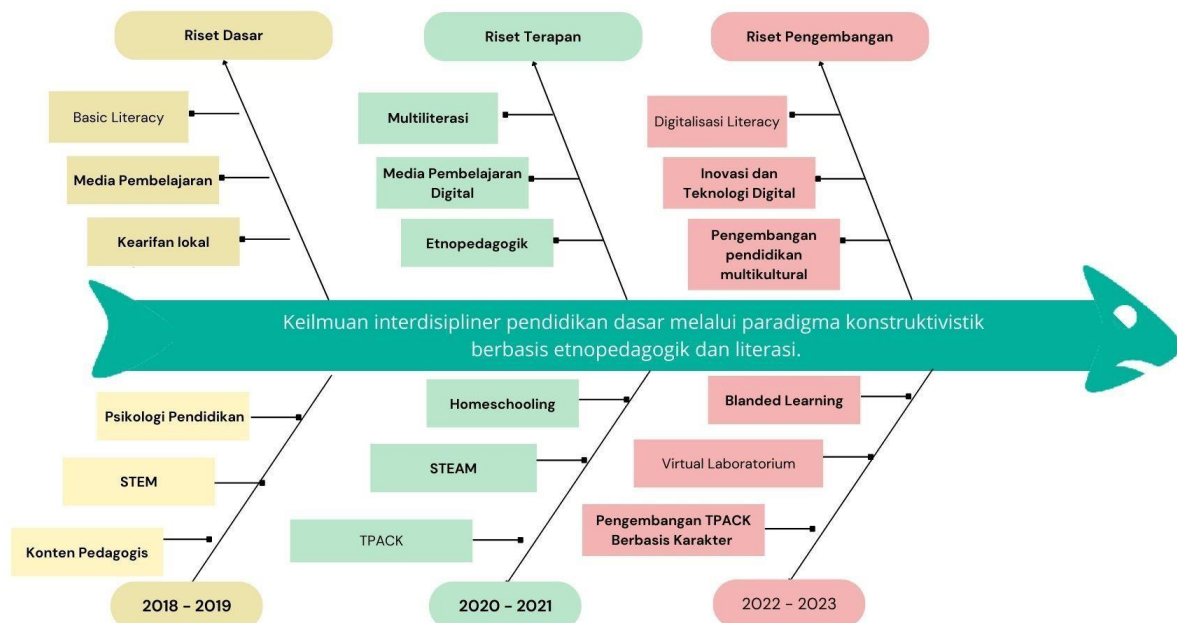 Riset Dasar
Riset Terapan
Riset Pengembangan
Basic Literacy
Media Pembelajaran
Kearifan lokal
Multiliterasi
Media Pembelajaran
Digital
Etnopedagogik
Digitalisasi Literacy
Inovasi dan
Teknologi Digital
Pengembangan
pendidikan
multikultural
Keilmuan interdisipliner pendidikan dasar melalui paradigma konstruktivistik
berbasis etnopedagogik dan literasi.
Psikologi Pendidikan
STEM
Konten Pedagogis
Homeschooling
STEAM
TPACK
Blanded Learning
Virtual Laboratorium
Pengembangan TPACK
Berbasis Karakter
2018 - 2019
2020 - 2021
2022 - 2023